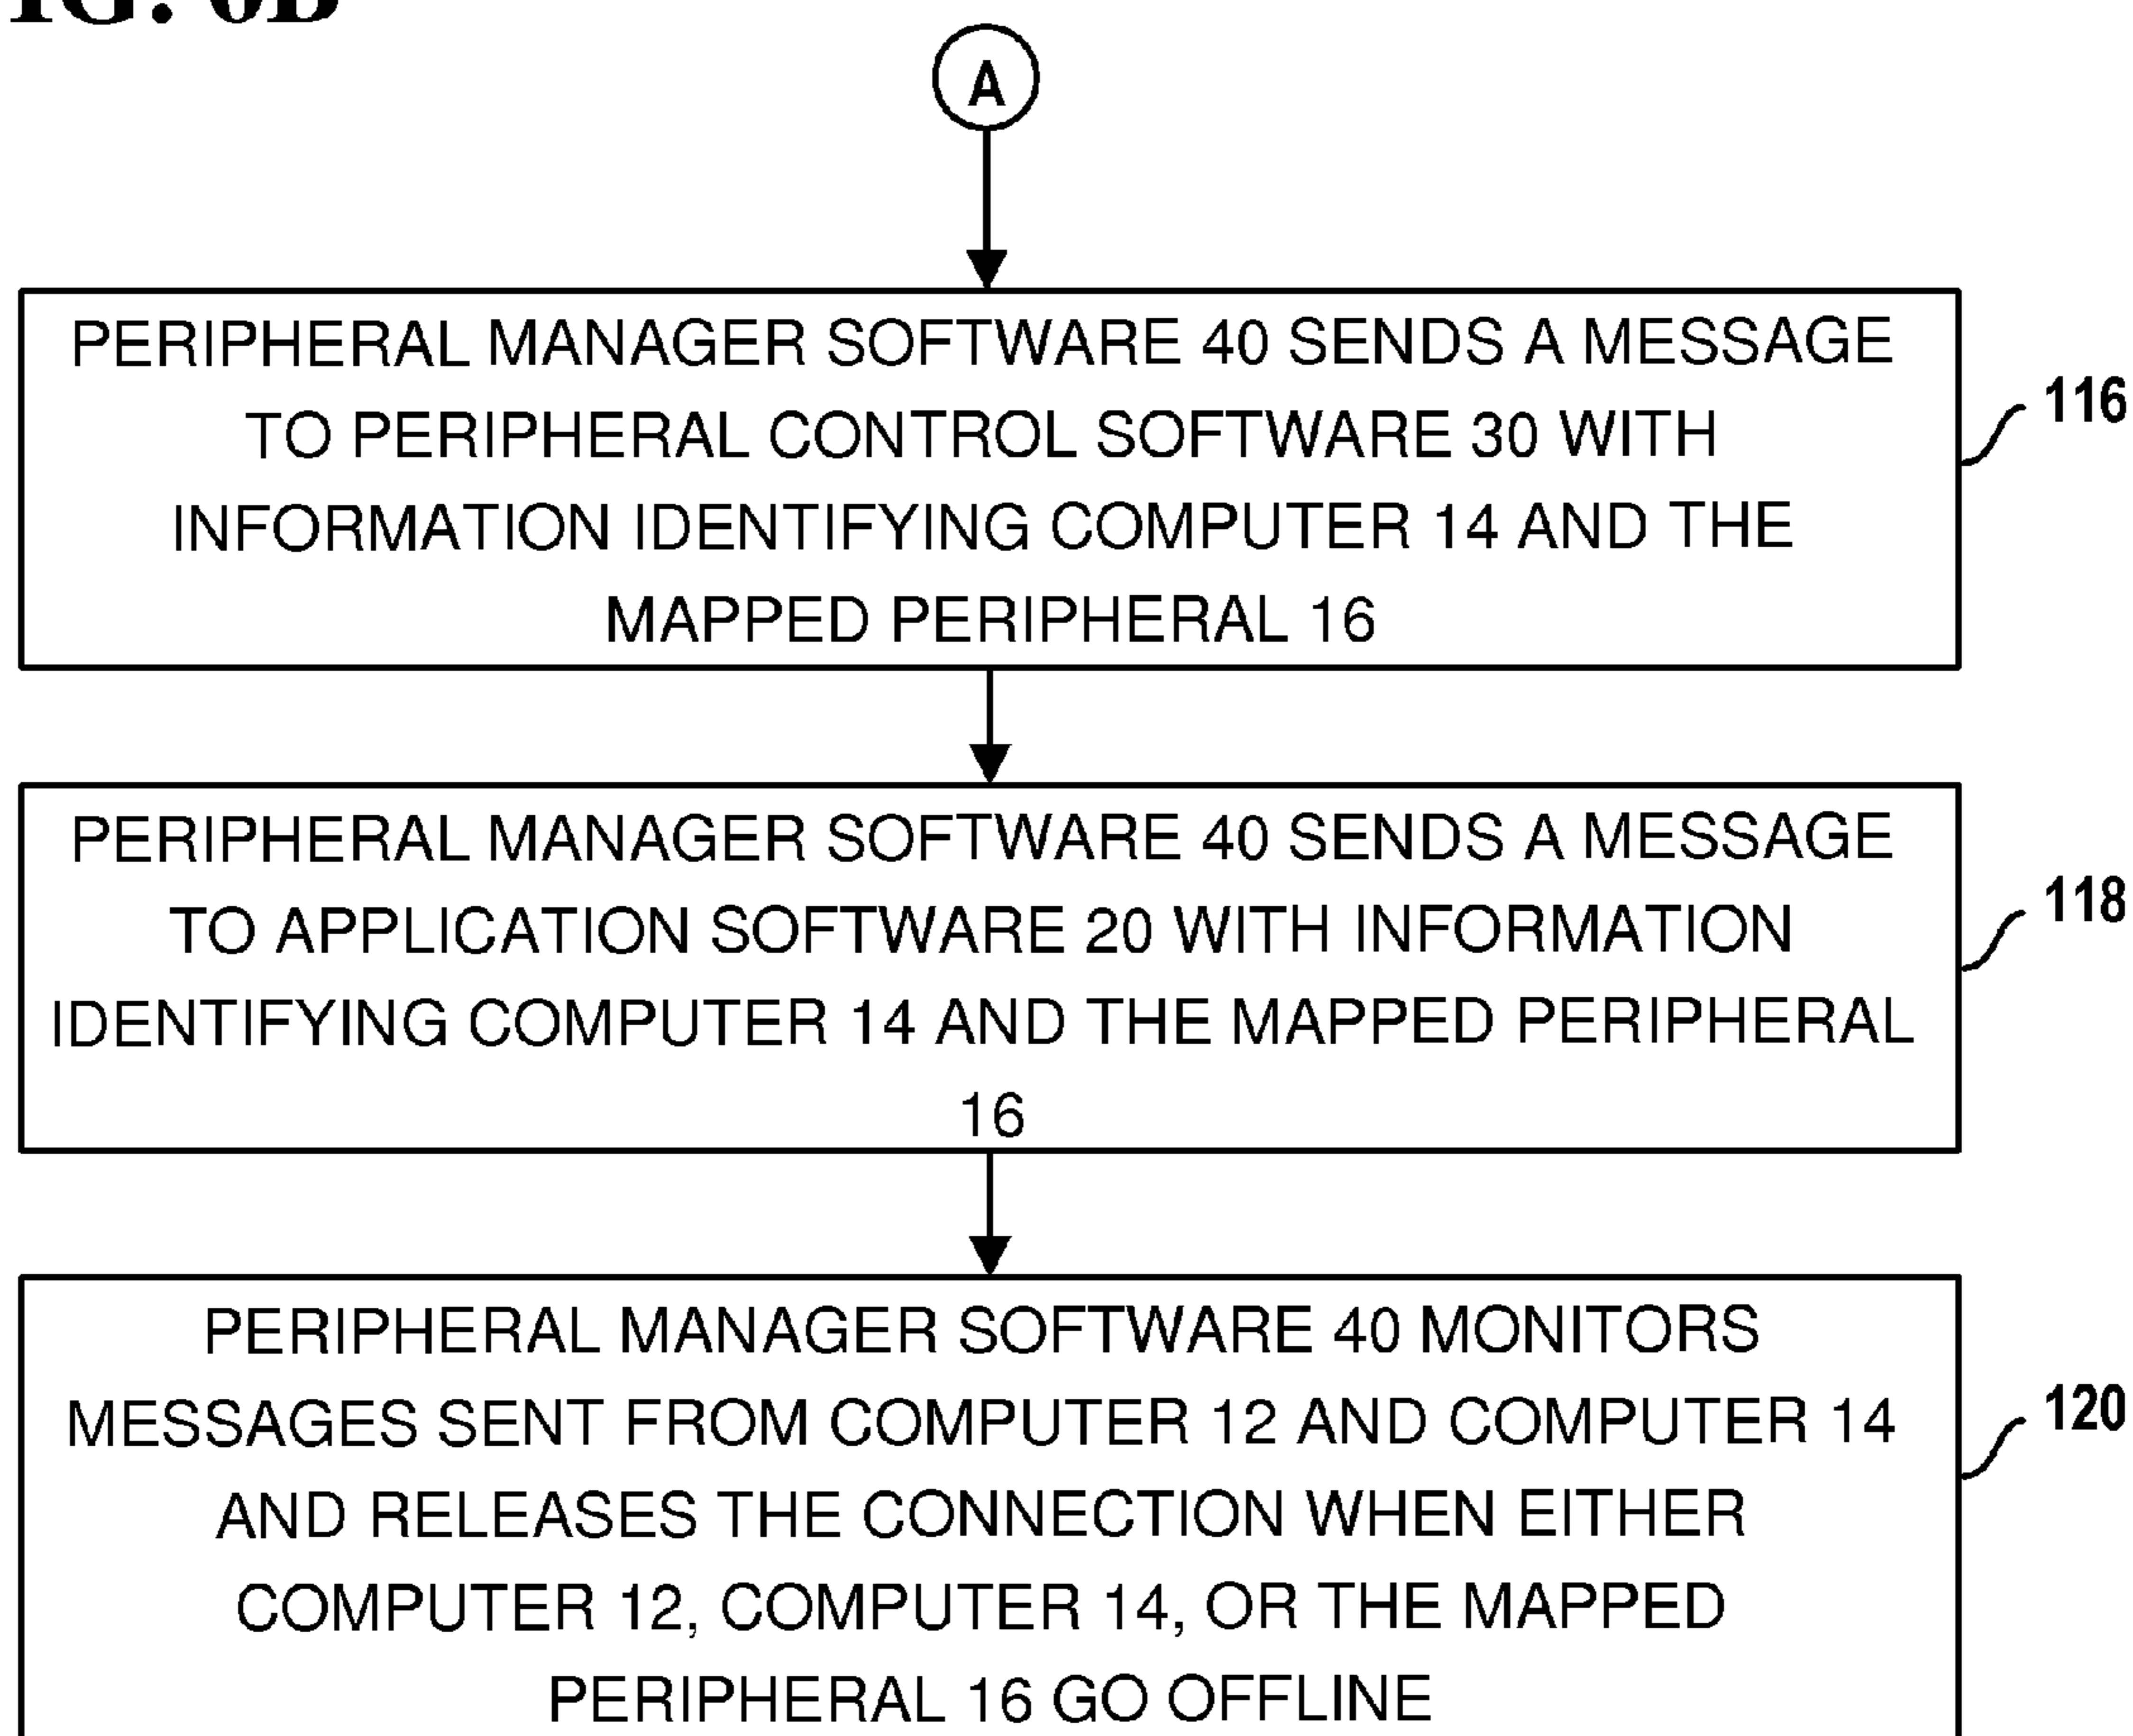 A
PERIPHERAL MANAGER SOFTWARE 40 SENDS A MESSAGE
TO PERIPHERAL CONTROL SOFTWARE 30 WITH
INFORMATION IDENTIFYING COMPUTER 14 AND THE
MAPPED PERIPHERAL 16
116
PERIPHERAL MANAGER SOFTWARE 40 SENDS A MESSAGE
TO APPLICATION SOFTWARE 20 WITH INFORMATION
IDENTIFYING COMPUTER 14 AND THE MAPPED PERIPHERAL
16
118
PERIPHERAL MANAGER SOFTWARE 40 MONITORS
MESSAGES SENT FROM COMPUTER 12 AND COMPUTER 14
AND RELEASES THE CONNECTION WHEN EITHER
COMPUTER 12, COMPUTER 14, OR THE MAPPED
PERIPHERAL 16 GO OFFLINE
120